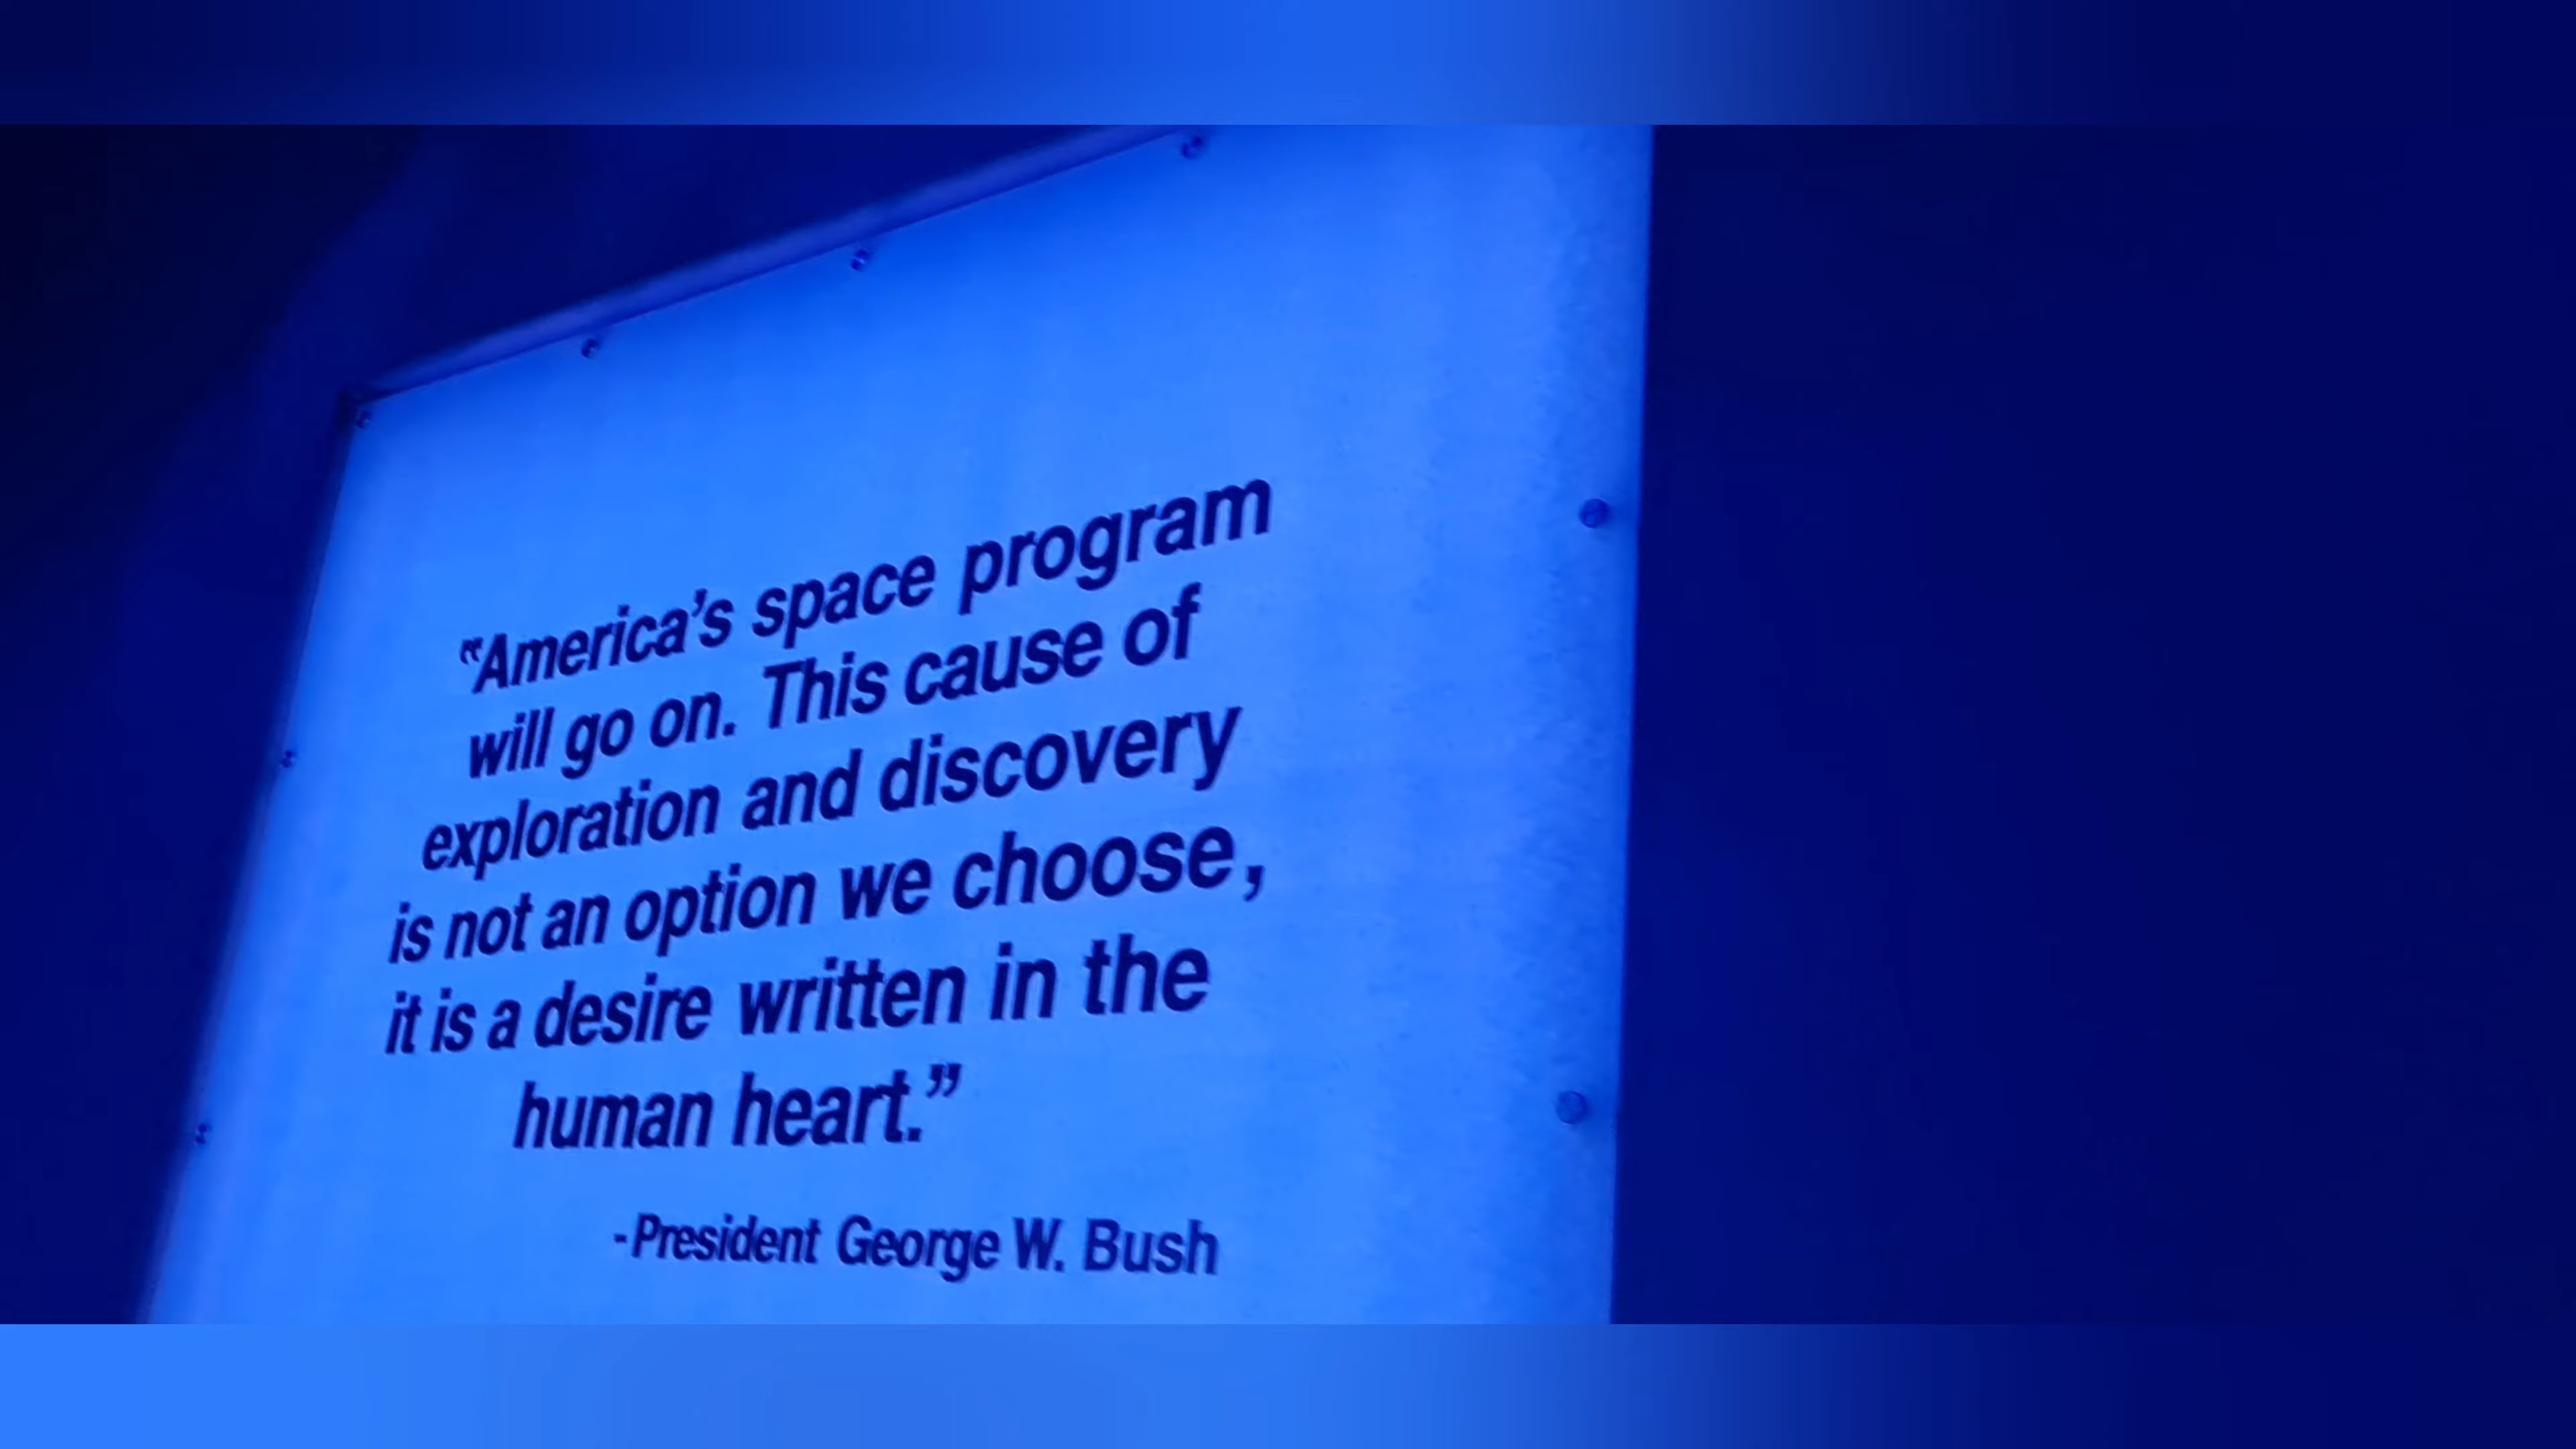 "America's space program
will go on. This cause of
exploration and discovery
is not an option we choose,
it is a desire written in the
human heart."
-President George W. Bush